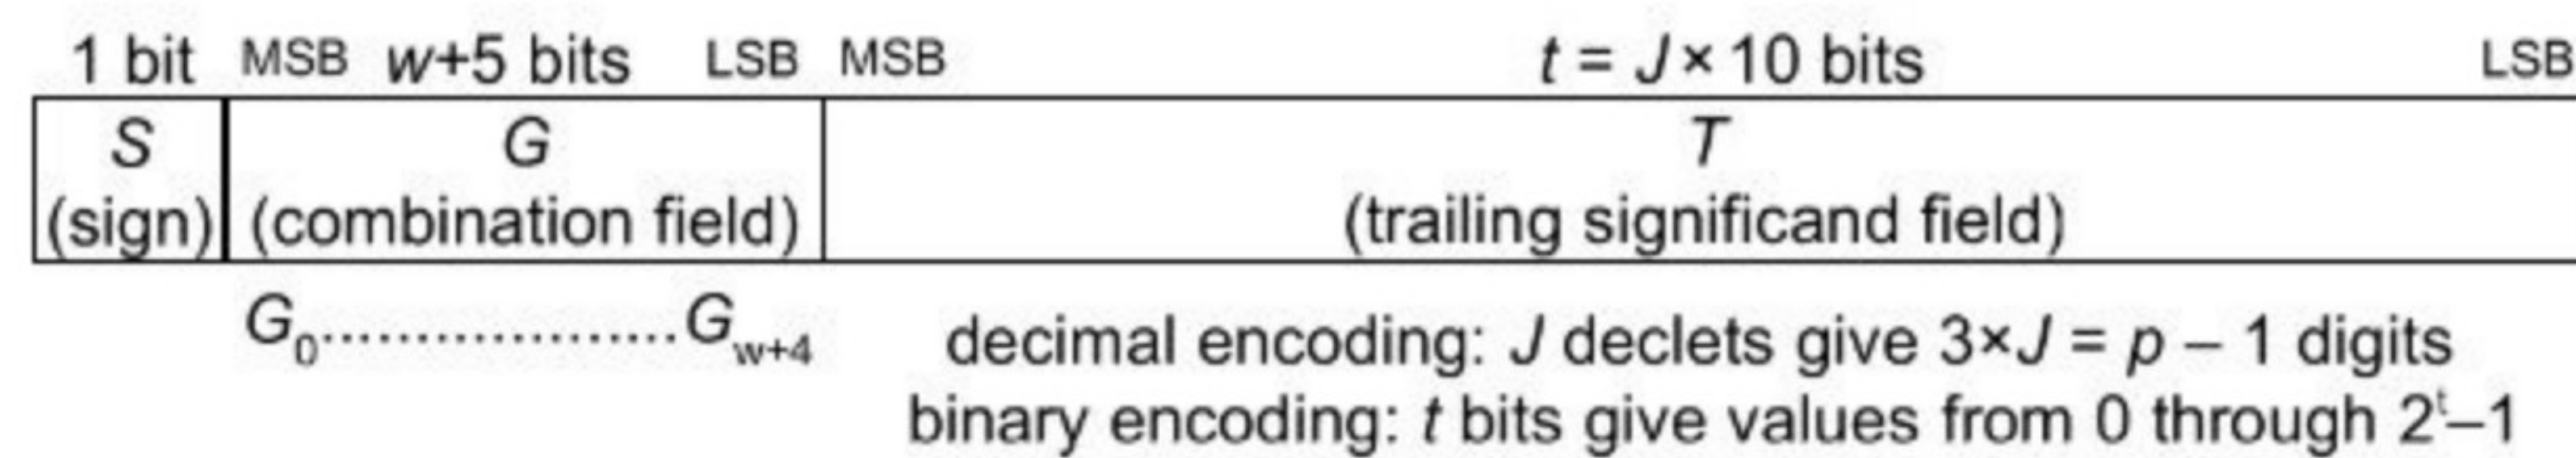 1 bit MSB w+5 bits LSB MSB t = J × 10 bits LSB
S G T
(sign) (combination field) (trailing significand field)
G0...................Gw+4 decimal encoding: J declets give 3×J = p – 1 digits
binary encoding: t bits give values from 0 through 2^t–1